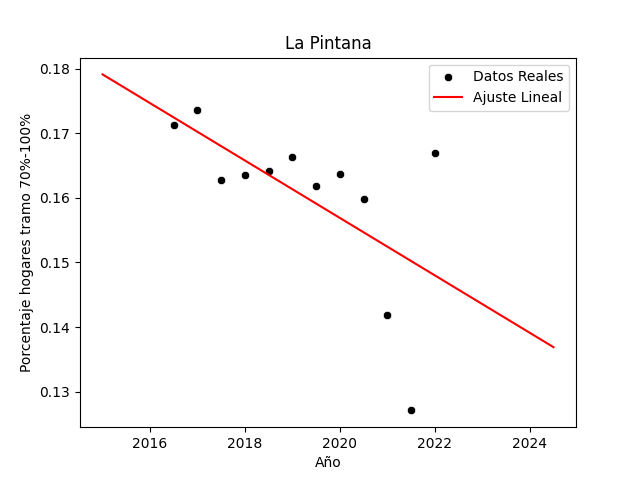 La Pintana
Datos Reales
Ajuste Lineal
Porcentaje hogares tramo 70%-100%
0.18
0.17
0.16
0.15
0.14
0.13
2016 2018 2020 2022 2024
Año